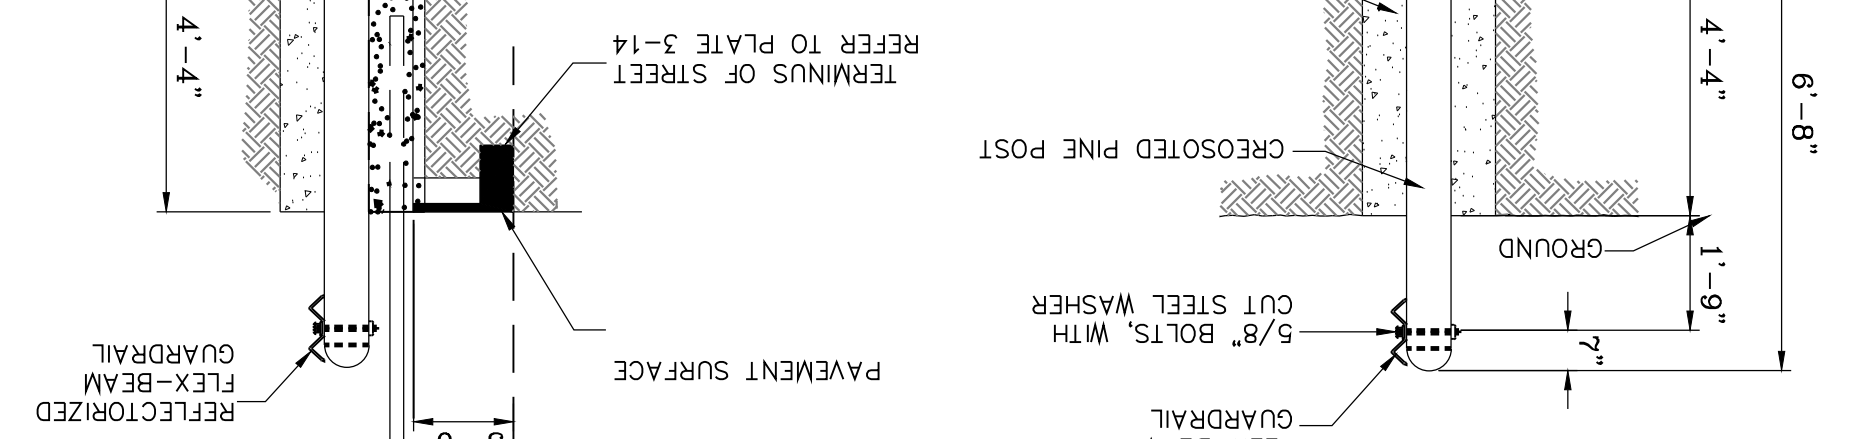 GUARDRAIL
7"
5/8" BOLTS, WITH
CUT STEEL WASHER
1'-9"
6'-8"
GROUND
CREOSOTED PINE POST
4'-4"
REFLECTORIZED
FLEX-BEAM
GUARDRAIL
PAVEMENT SURFACE
TERMINUS OF STREET
REFER TO PLATE 3-14
4'-4"